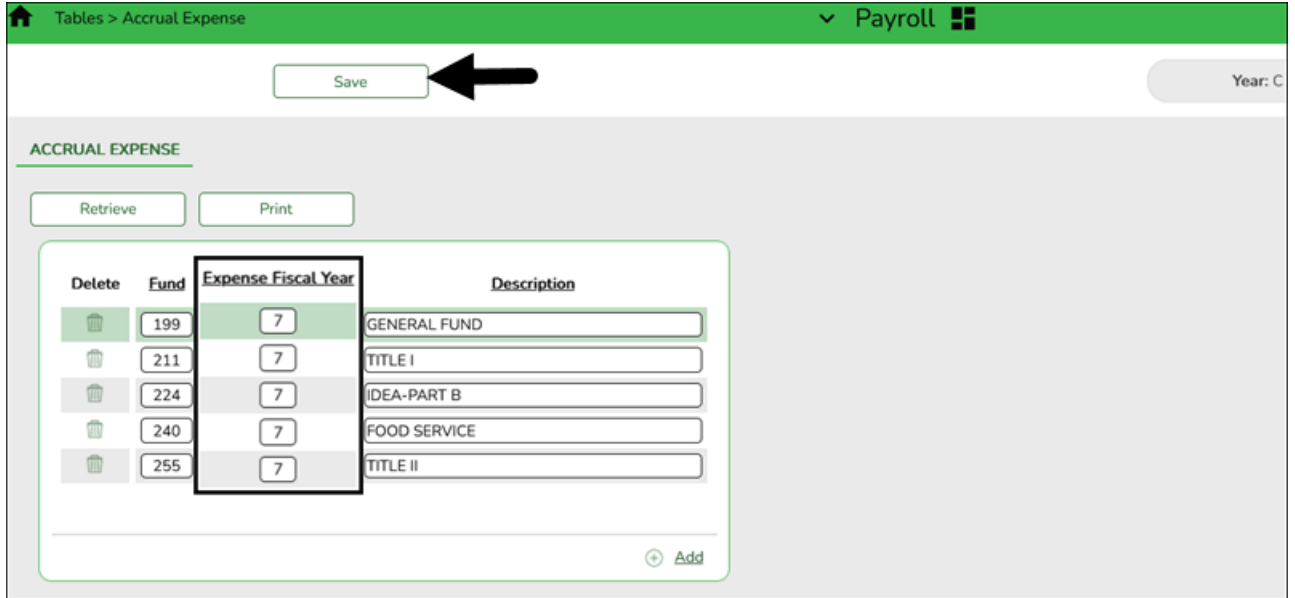 Tables > Accrual Expense
Payroll
Save
Year: C
ACCRUAL EXPENSE
Retrieve Print
Delete Fund Expense Fiscal Year Description
199 7 GENERAL FUND
211 7 TITLE I
224 7 IDEA-PART B
240 7 FOOD SERVICE
255 7 TITLE II
Add